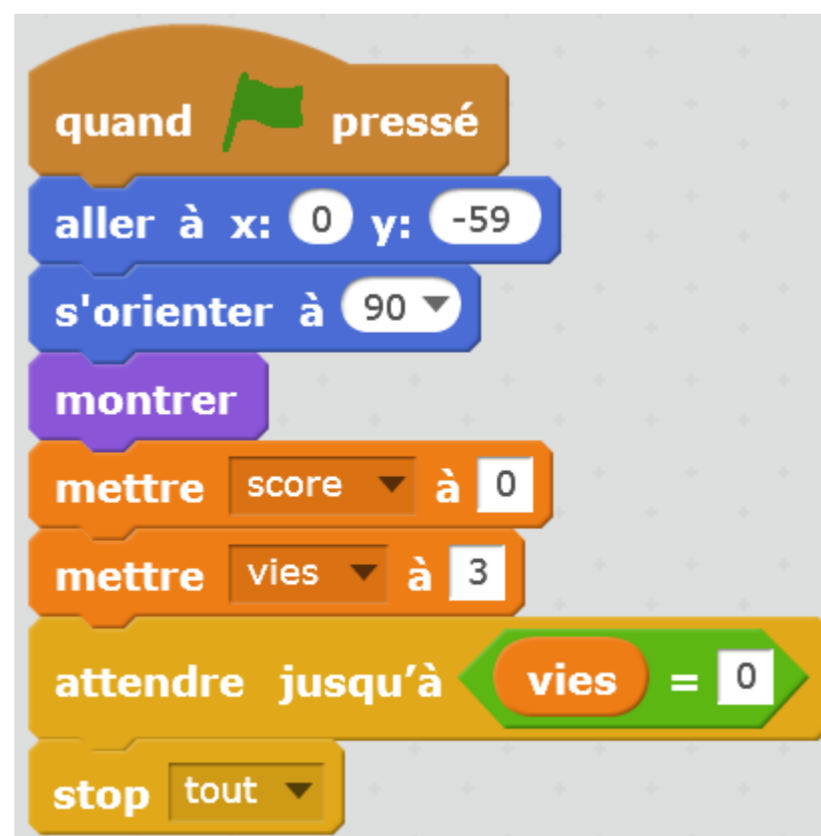 quand pressé
aller à x: 0 y: -59
s'orienter à 90
montrer
mettre score à 0
mettre vies à 3
attendre jusqu’à vies = 0
stop tout